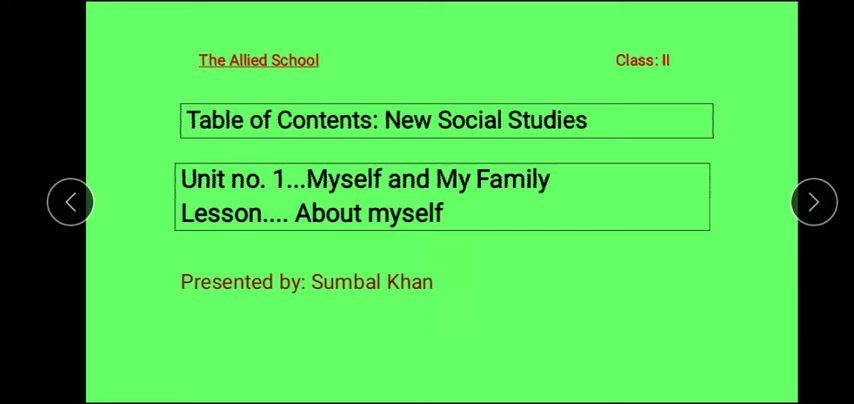 The Allied School Class: II
Table of Contents: New Social Studies
Unit no. 1...Myself and My Family
Lesson.... About myself
Presented by: Sumbal Khan